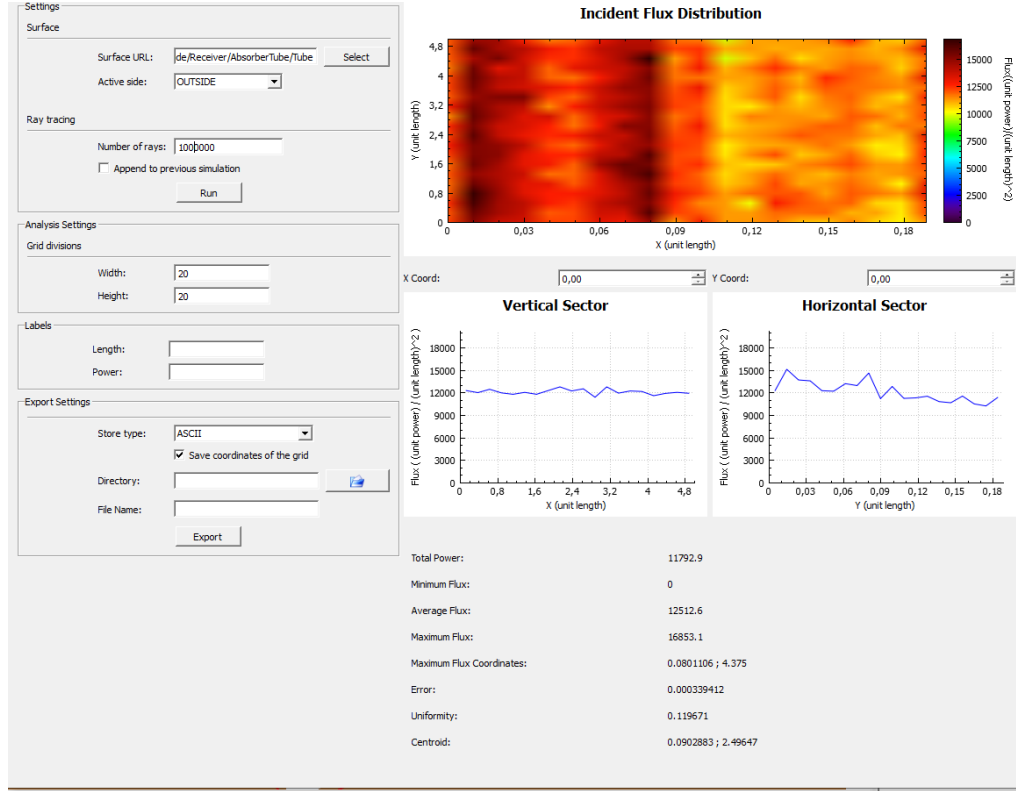 Settings
Surface
Surface URL: de/Receiver/AbsorberTube/Tube Select
Active side: OUTSIDE
Ray tracing
Number of rays: 1000000
Append to previous simulation
Run
Analysis Settings
Grid divisions
Width: 20
Height: 20
Labels
Length:
Power:
Export Settings
Store type: ASCII
Save coordinates of the grid
Directory:
File Name:
Export
Incident Flux Distribution
Y (unit length)
4,8
4
3,2
2,4
1,6
0,8
0
0 0,03 0,06 0,09 0,12 0,15 0,18
X (unit length)
15000
12500
10000
7500
5000
2500
0
Flux((unit power)/(unit length)^2)
X Coord: 0,00 Y Coord: 0,00
Vertical Sector
Flux ( (unit power) / (unit length)^2 )
18000
15000
12000
9000
6000
3000
0
0 0,8 1,6 2,4 3,2 4 4,8
X (unit length)
Horizontal Sector
Flux ( (unit power) / (unit length)^2 )
18000
15000
12000
9000
6000
3000
0
0 0,03 0,06 0,09 0,12 0,15 0,18
Y (unit length)
Total Power: 11792.9
Minimum Flux: 0
Average Flux: 12512.6
Maximum Flux: 16853.1
Maximum Flux Coordinates: 0.0801106 ; 4.375
Error: 0.000339412
Uniformity: 0.119671
Centroid: 0.0902883 ; 2.49647